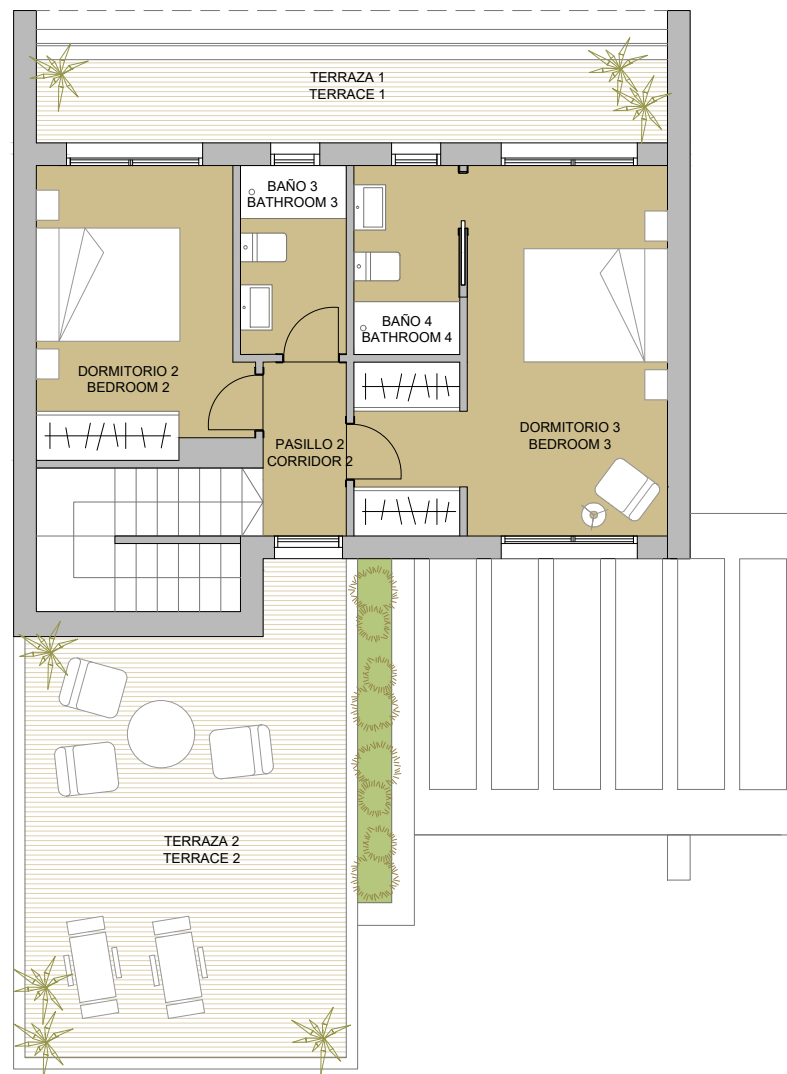 TERRAZA 1
TERRACE 1
BAÑO 3
BATHROOM 3
BAÑO 4
BATHROOM 4
DORMITORIO 2
BEDROOM 2
DORMITORIO 3
BEDROOM 3
PASILLO 2
CORRIDOR 2
TERRAZA 2
TERRACE 2